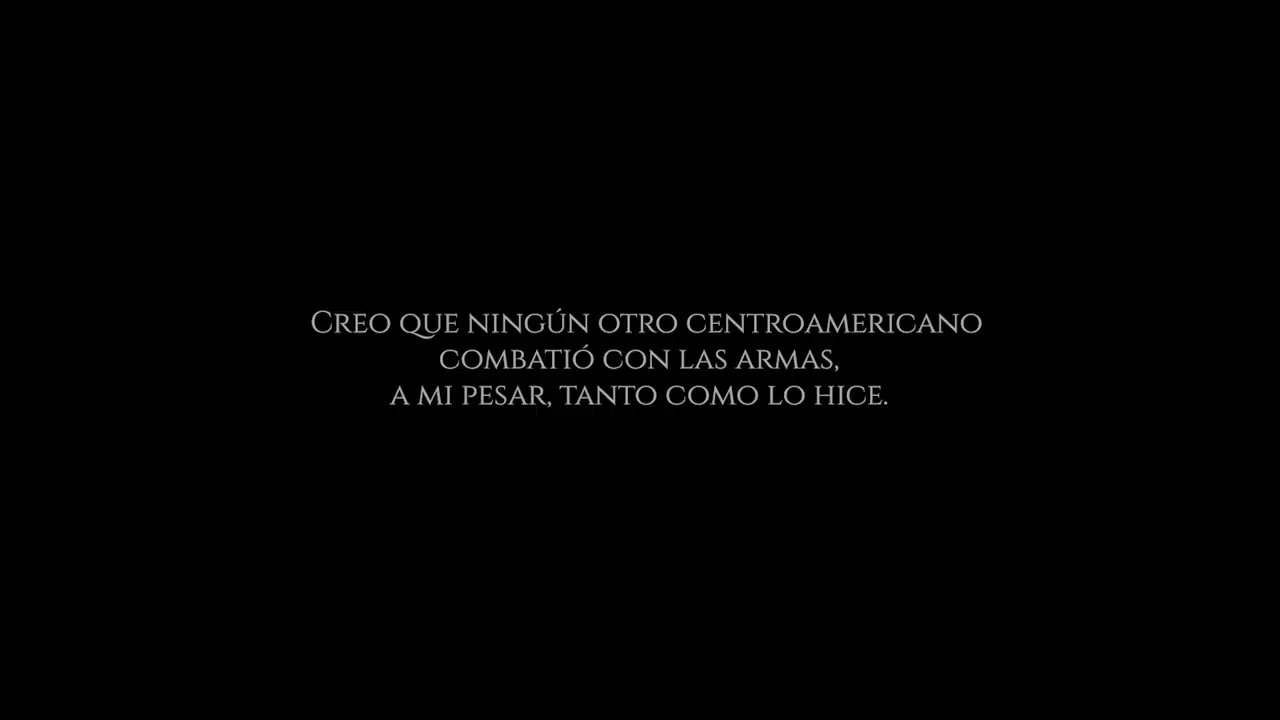 Creo que ningún otro centroamericano
combatió con las armas,
a mi pesar, tanto como lo hice.